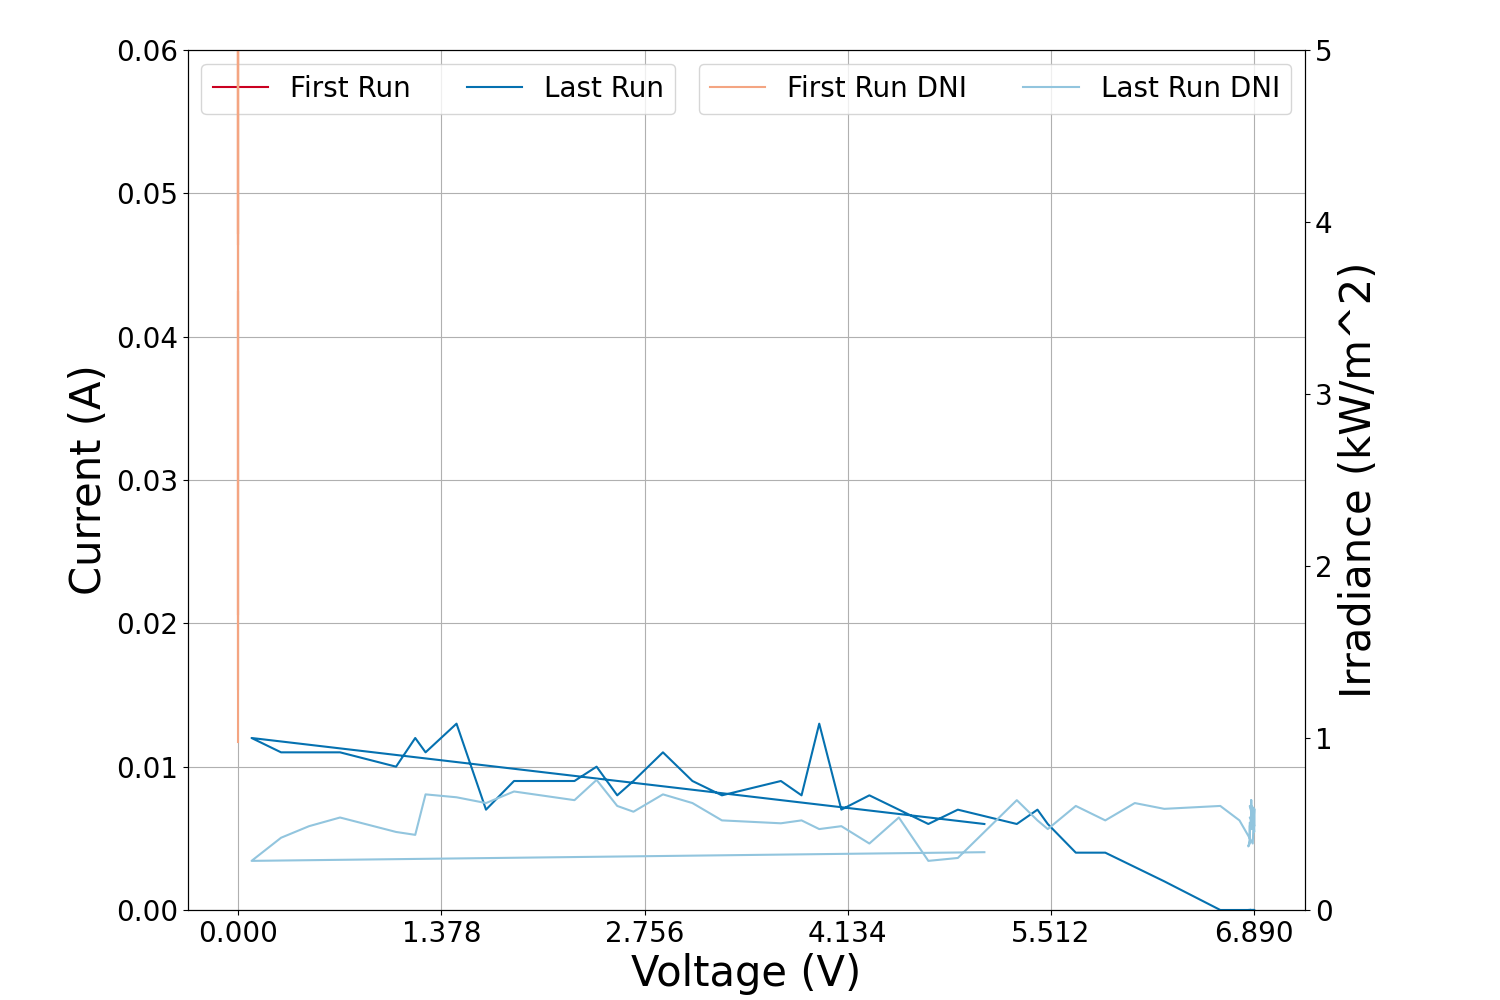 First Run
Last Run
First Run DNI
Last Run DNI
0.06
0.05
0.04
0.03
0.02
0.01
0.00
Current (A)
5
4
3
2
1
0
Irradiance (kW/m^2)
0.000 1.378 2.756 4.134 5.512 6.890
Voltage (V)